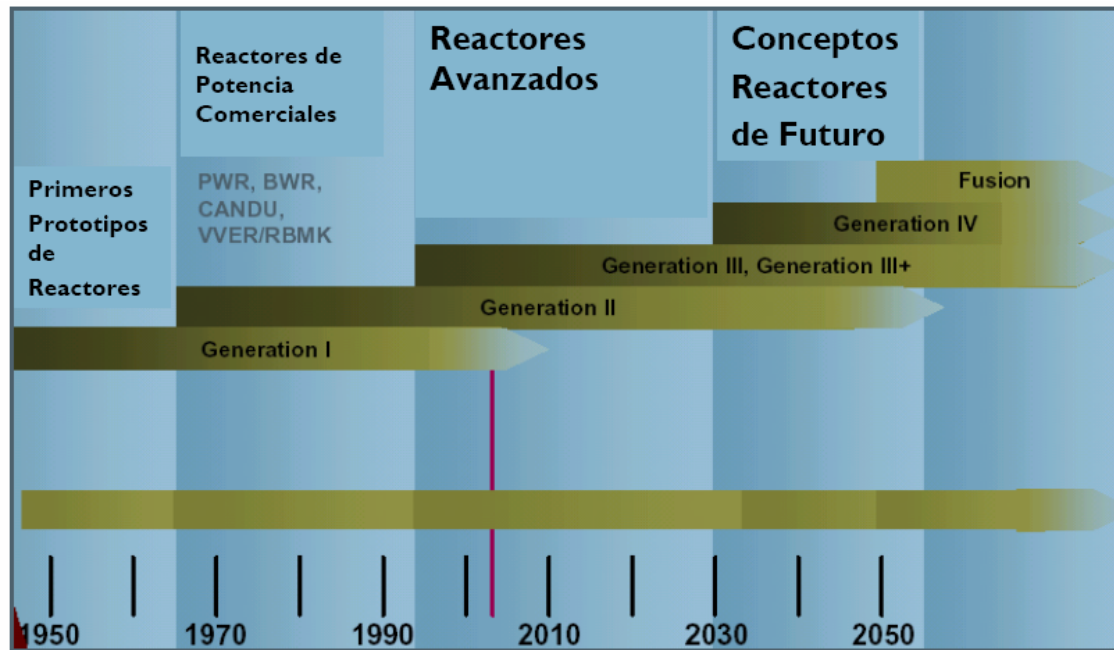 Primeros
Prototipos
de
Reactores
Reactores de
Potencia
Comerciales
PWR, BWR,
CANDU,
VVER/RBMK
Reactores
Avanzados
Conceptos
Reactores
de Futuro
Fusion
Generation IV
Generation III, Generation III+
Generation II
Generation I
1950 1970 1990 2010 2030 2050